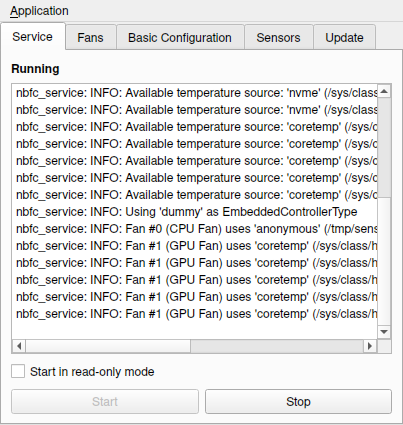 Application
Service Fans Basic Configuration Sensors Update
Running
nbfc_service: INFO: Available temperature source: 'nvme' (/sys/class
nbfc_service: INFO: Available temperature source: 'nvme' (/sys/class
nbfc_service: INFO: Available temperature source: 'coretemp' (/sys/c
nbfc_service: INFO: Available temperature source: 'coretemp' (/sys/c
nbfc_service: INFO: Available temperature source: 'coretemp' (/sys/c
nbfc_service: INFO: Available temperature source: 'coretemp' (/sys/c
nbfc_service: INFO: Available temperature source: 'coretemp' (/sys/c
nbfc_service: INFO: Using 'dummy' as EmbeddedControllerType
nbfc_service: INFO: Fan #0 (CPU Fan) uses 'anonymous' (/tmp/sens
nbfc_service: INFO: Fan #1 (GPU Fan) uses 'coretemp' (/sys/class/h
nbfc_service: INFO: Fan #1 (GPU Fan) uses 'coretemp' (/sys/class/h
nbfc_service: INFO: Fan #1 (GPU Fan) uses 'coretemp' (/sys/class/h
nbfc_service: INFO: Fan #1 (GPU Fan) uses 'coretemp' (/sys/class/h
nbfc_service: INFO: Fan #1 (GPU Fan) uses 'coretemp' (/sys/class/h
Start in read-only mode
Start Stop